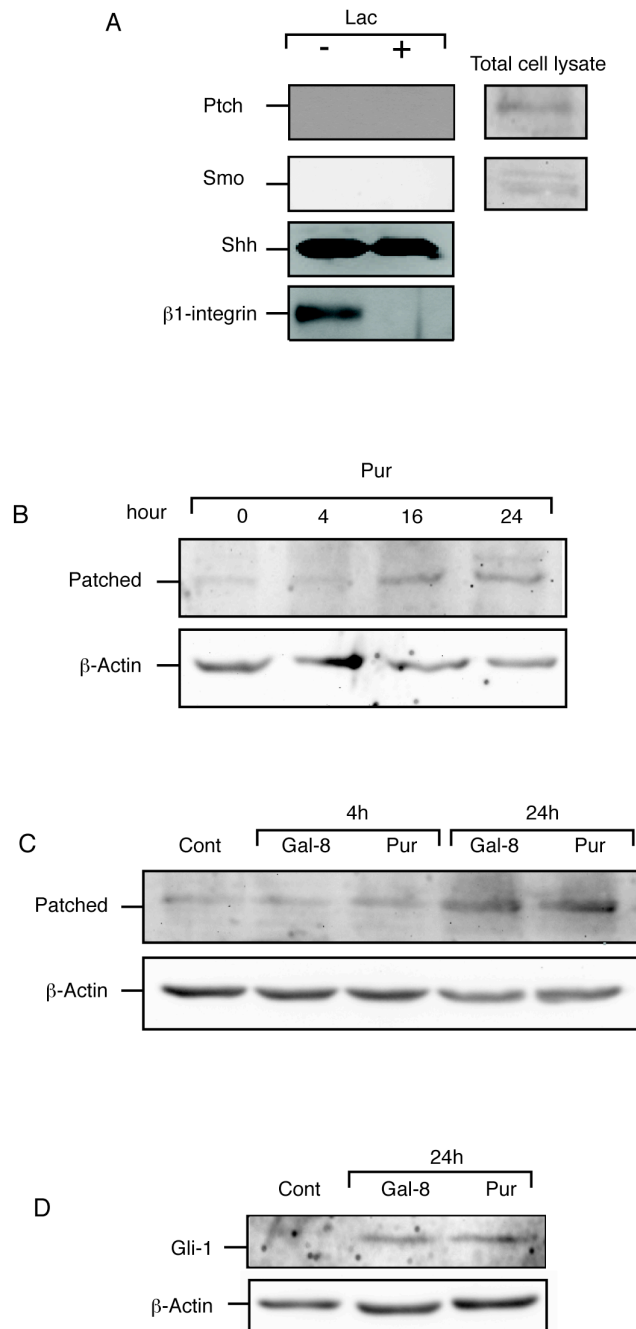 A
Lac
- +
Total cell lysate
Ptch
Smo
Shh
β1-integrin
Pur
B
hour 0 4 16 24
Patched
β-Actin
4h 24h
C
Cont Gal-8 Pur Gal-8 Pur
Patched
β-Actin
24h
Cont Gal-8 Pur
D
Gli-1
β-Actin